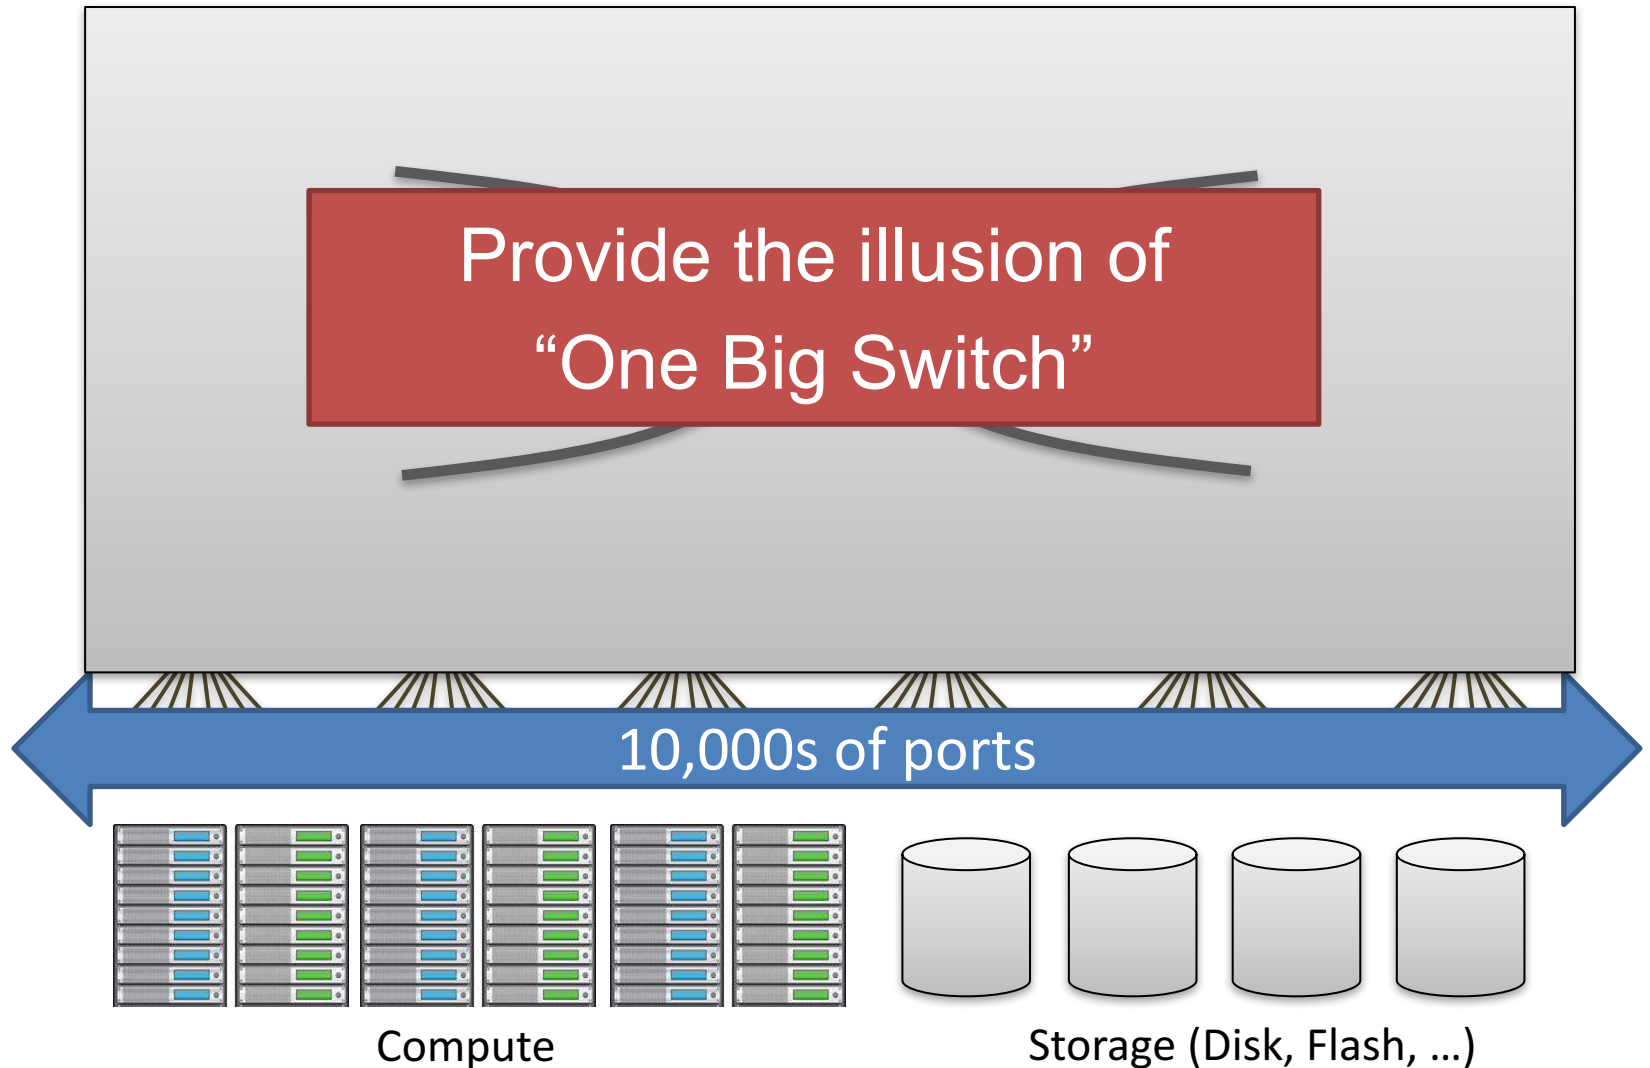 Provide the illusion of
“One Big Switch”
10,000s of ports
Compute
Storage (Disk, Flash, …)